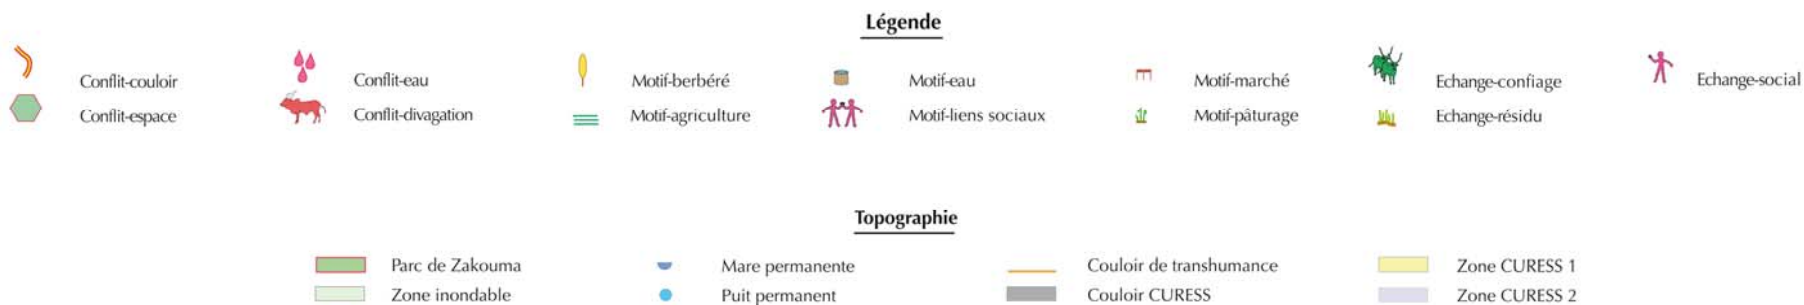 Légende
Conflit-couloir Conflit-eau Motif-berbéré Motif-eau Motif-marché Echange-confiage Echange-social
Conflit-espace Conflit-divagation Motif-agriculture Motif-liens sociaux Motif-pâturage Echange-résidu
Topographie
Parc de Zakouma Mare permanente Couloir de transhumance Zone CURESS 1
Zone inondable Puit permanent Couloir CURESS Zone CURESS 2